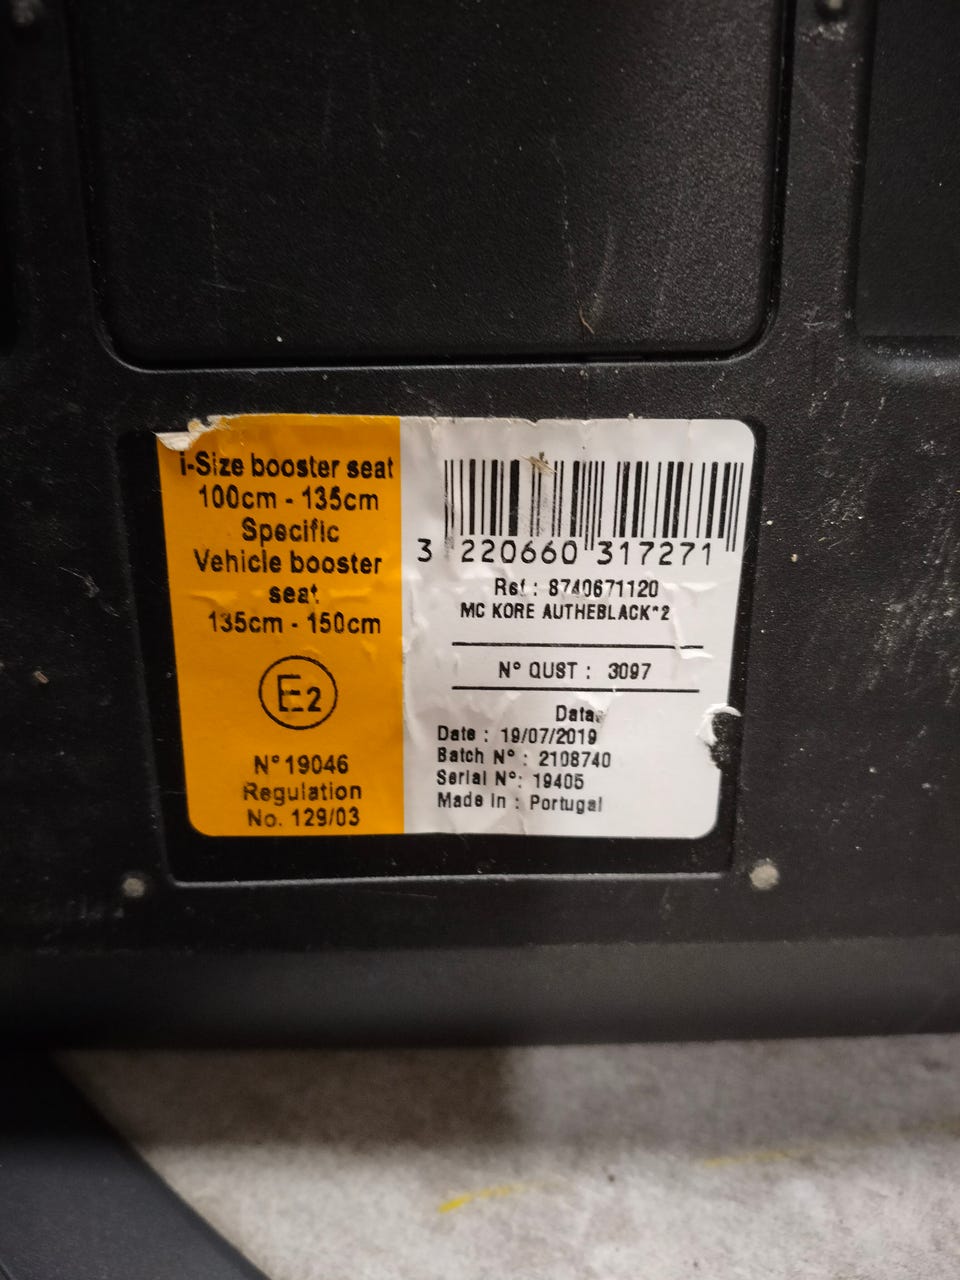 i-Size booster seat
100cm - 135cm
Specific
Vehicle booster
seat
135cm - 150cm
E2
N° 19046
Regulation
No. 129/03
3 220660 317271
Ref : 8740671120
MC KORE AUTHEBLACK*2
N° QUST : 3097
Data
Date : 19/07/2019
Batch N° : 2108740
Serial N°: 19405
Made in : Portugal